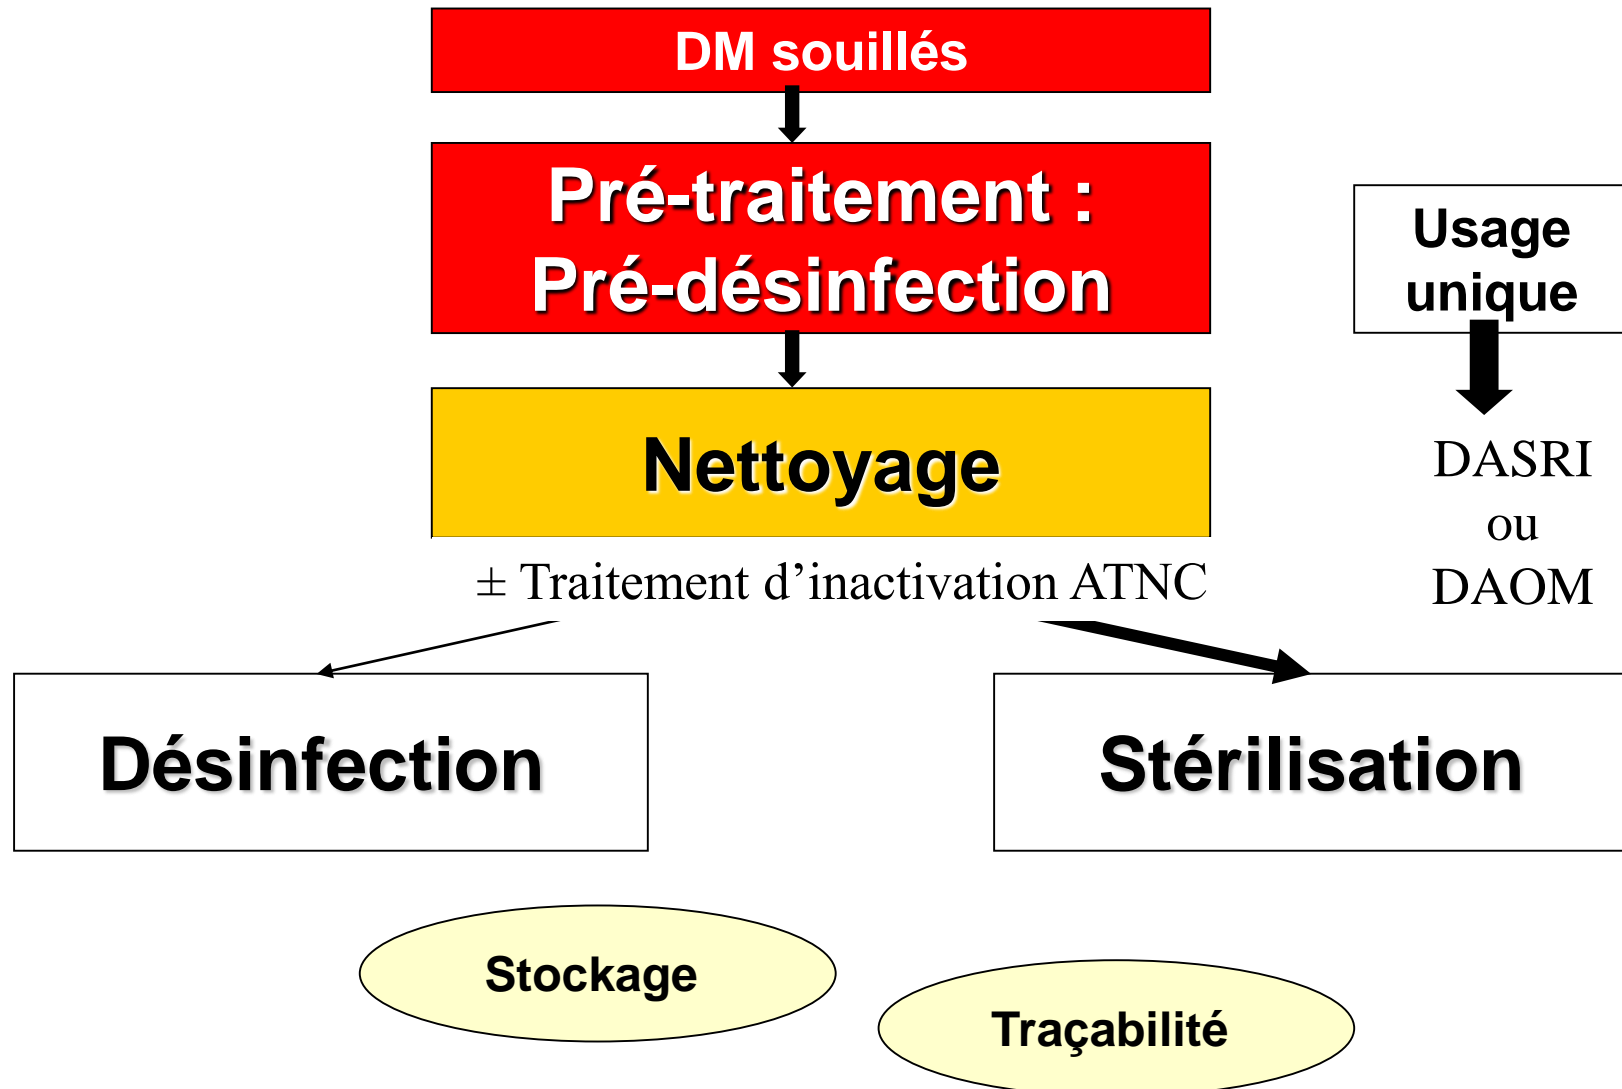 DM souillés
Pré-traitement :
Pré-désinfection
Usage
unique
Nettoyage
DASRI
ou
DAOM
± Traitement d’inactivation ATNC
Désinfection
Stérilisation
Stockage
Traçabilité